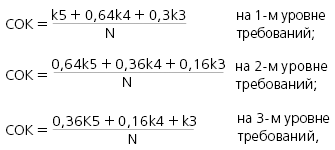 СОК = k5 + 0,64k4 + 0,3k3 / N на 1-м уровне требований;
СОК = 0,64k5 + 0,36k4 + 0,16k3 / N на 2-м уровне требований;
СОК = 0,36K5 + 0,16k4 + k3 / N на 3-м уровне требований,